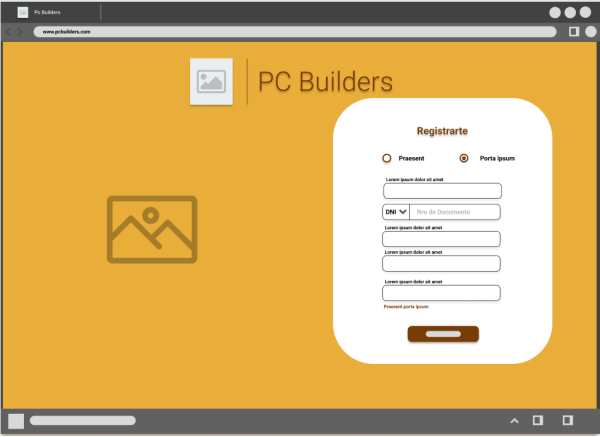 PC Builders
www.pcbuilders.com
PC Builders
Registrarte
Praesent
Porta ipsum
Lorem ipsum dolor sit amet
DNI
Nro de Documento
Lorem ipsum dolor sit amet
Lorem ipsum dolor sit amet
Lorem ipsum dolor sit amet
Praesent porta ipsum